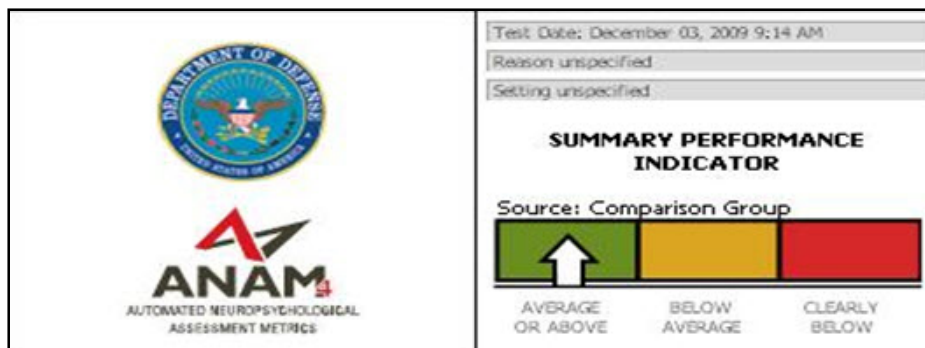 DEPARTMENT OF DEFENSE
UNITED STATES OF AMERICA
ANAM4
AUTOMATED NEUROPSYCHOLOGICAL
ASSESSMENT METRICS
Test Date: December 03, 2009 9:14 AM
Reason unspecified
Setting unspecified
SUMMARY PERFORMANCE
INDICATOR
Source: Comparison Group
AVERAGE
OR ABOVE
BELOW
AVERAGE
CLEARLY
BELOW